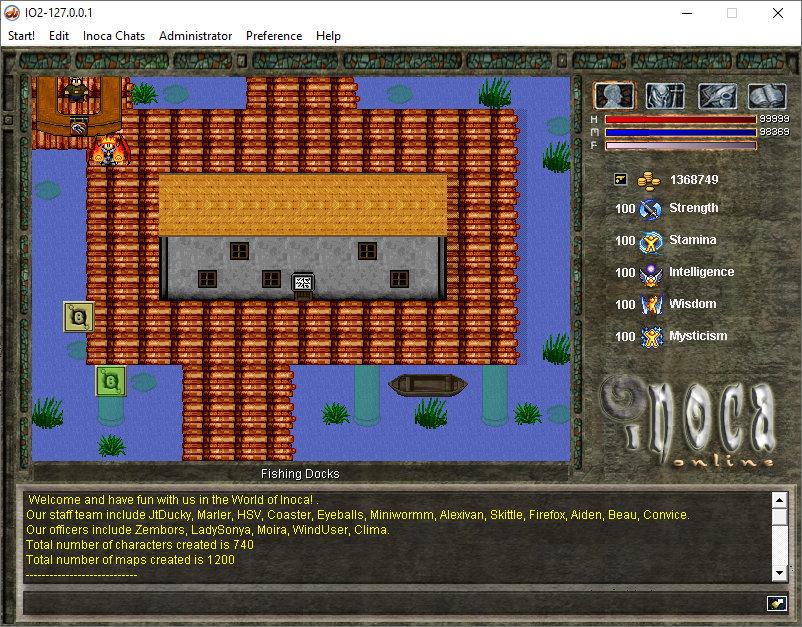 IO2-127.0.0.1
Start! Edit Inoca Chats Administrator Preference Help
H 99999
M 98369
F
1368749
100 Strength
100 Stamina
100 Intelligence
100 Wisdom
100 Mysticism
inoca
online
Fishing Docks
Welcome and have fun with us in the World of Inoca! .
Our staff team include JtDucky, Marler, HSV, Coaster, Eyeballs, Miniwormm, Alexivan, Skittle, Firefox, Aiden, Beau, Convice.
Our officers include Zembors, LadySonya, Moira, WindUser, Clima.
Total number of characters created is 740
Total number of maps created is 1200
----------------------------